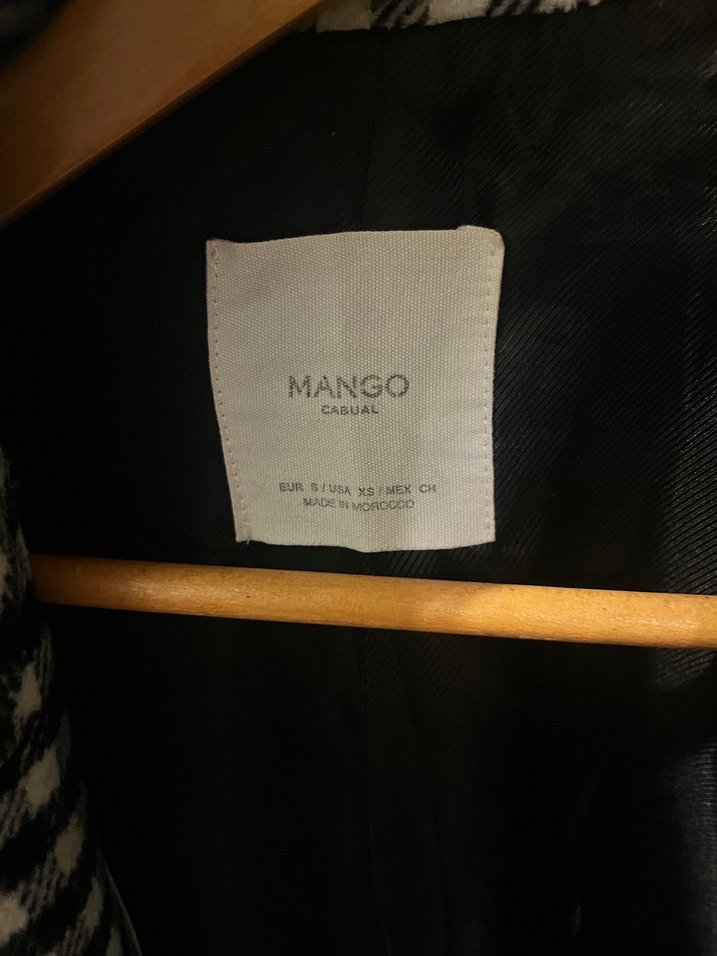 MANGO
CASUAL
EUR S / USA XS / MEX CH
MADE IN MOROCCO